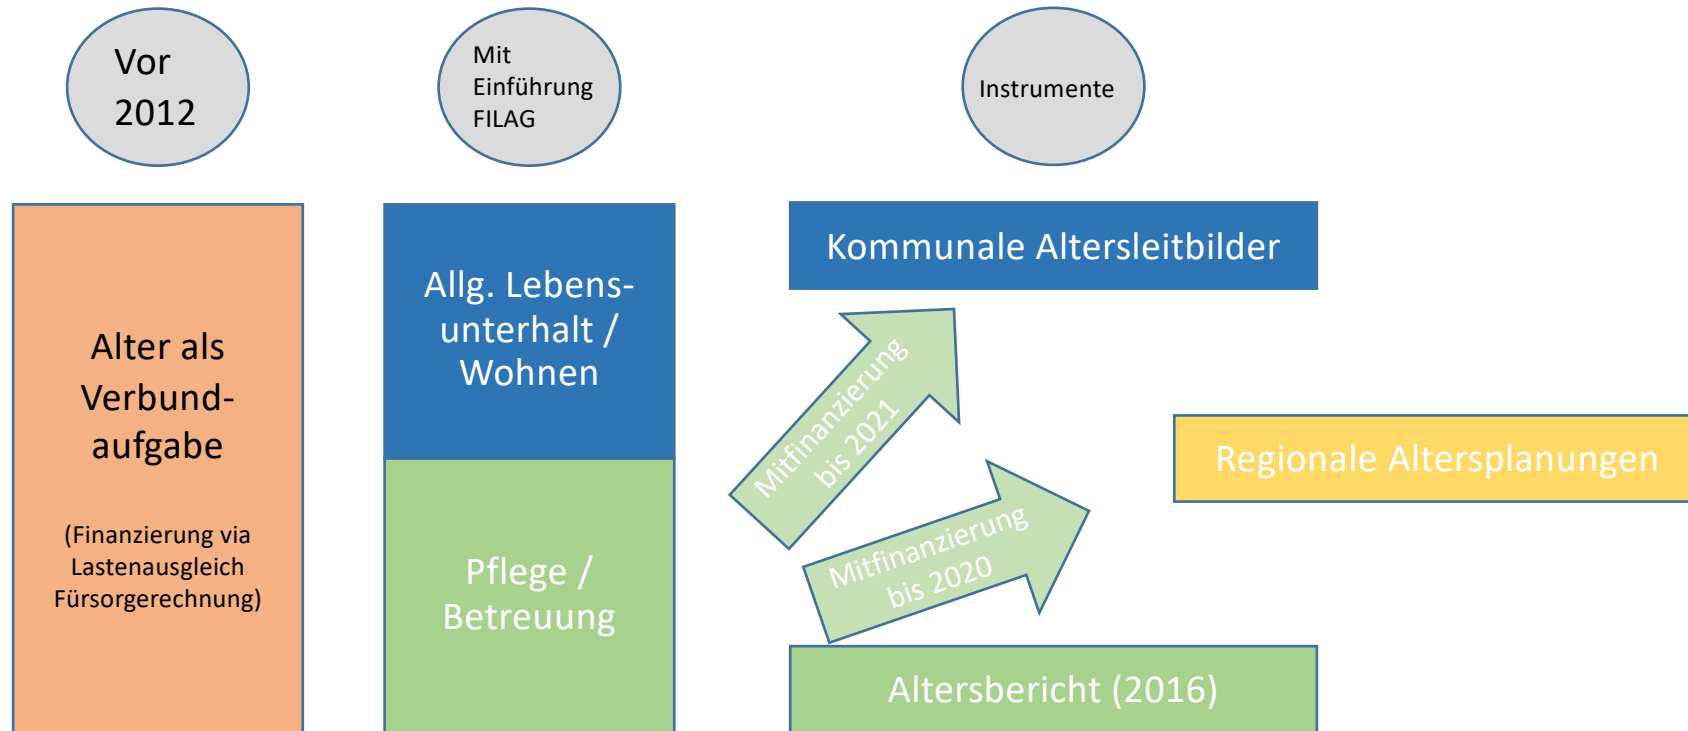 Vor
2012
Mit
Einführung
FILAG
Instrumente
Alter als
Verbund-
aufgabe
(Finanzierung via
Lastenausgleich
Fürsorgerechnung)
Allg. Lebens-
unterhalt /
Wohnen
Pflege /
Betreuung
Kommunale Altersleitbilder
Mitfinanzierung
bis 2021
Regionale Altersplanungen
Mitfinanzierung
bis 2020
Altersbericht (2016)